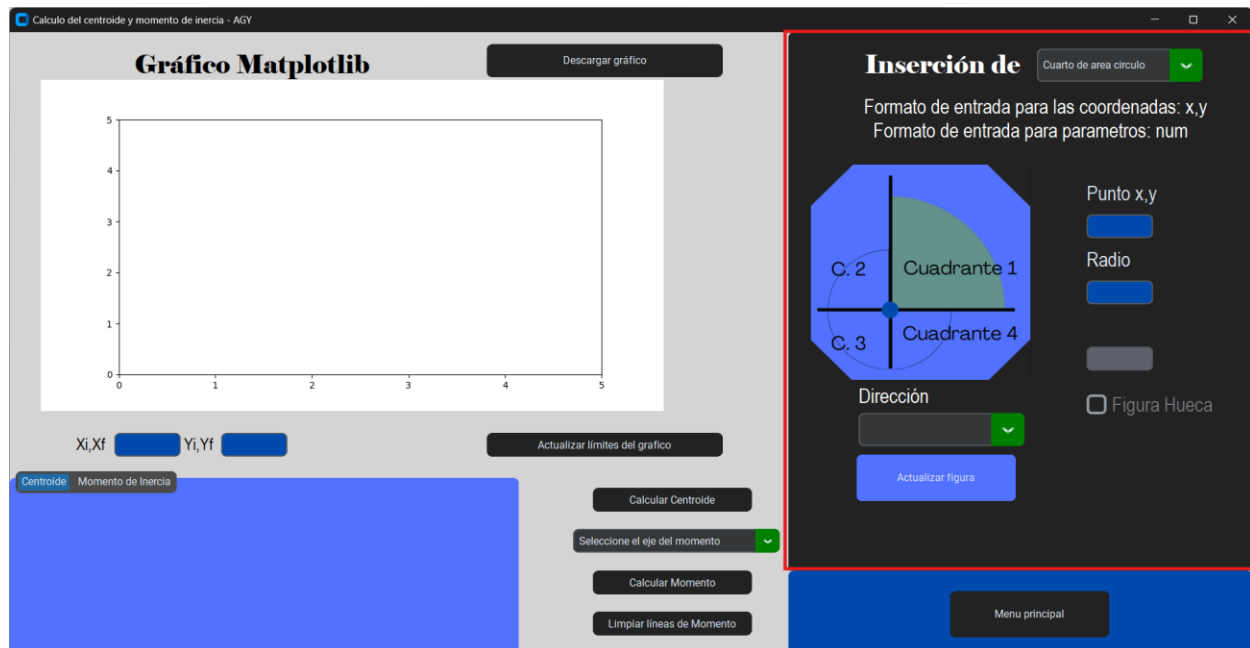 Calculo del centroide y momento de inercia - AGY
Gráfico Matplotlib
Descargar gráfico
5
4
3
2
1
0
0 1 2 3 4 5
Xi,Xf
Yi,Yf
Actualizar límites del grafico
Centroide Momento de Inercia
Calcular Centroide
Seleccione el eje del momento
Calcular Momento
Limpiar líneas de Momento
Inserción de
Cuarto de area circulo
Formato de entrada para las coordenadas: x,y
Formato de entrada para parametros: num
C. 2
Cuadrante 1
C. 3
Cuadrante 4
Punto x,y
Radio
Figura Hueca
Dirección
Actualizar figura
Menu principal